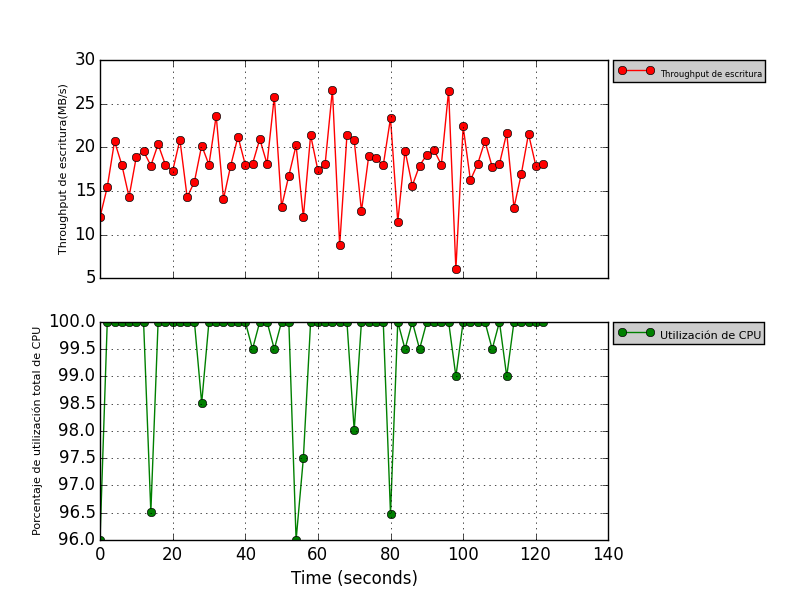 30
25
20
15
10
5
Throughput de escritura(MB/s)
Throughput de escritura
100.0
99.5
99.0
98.5
98.0
97.5
97.0
96.5
96.0
Porcentaje de utilización total de CPU
Utilización de CPU
0 20 40 60 80 100 120 140
Time (seconds)